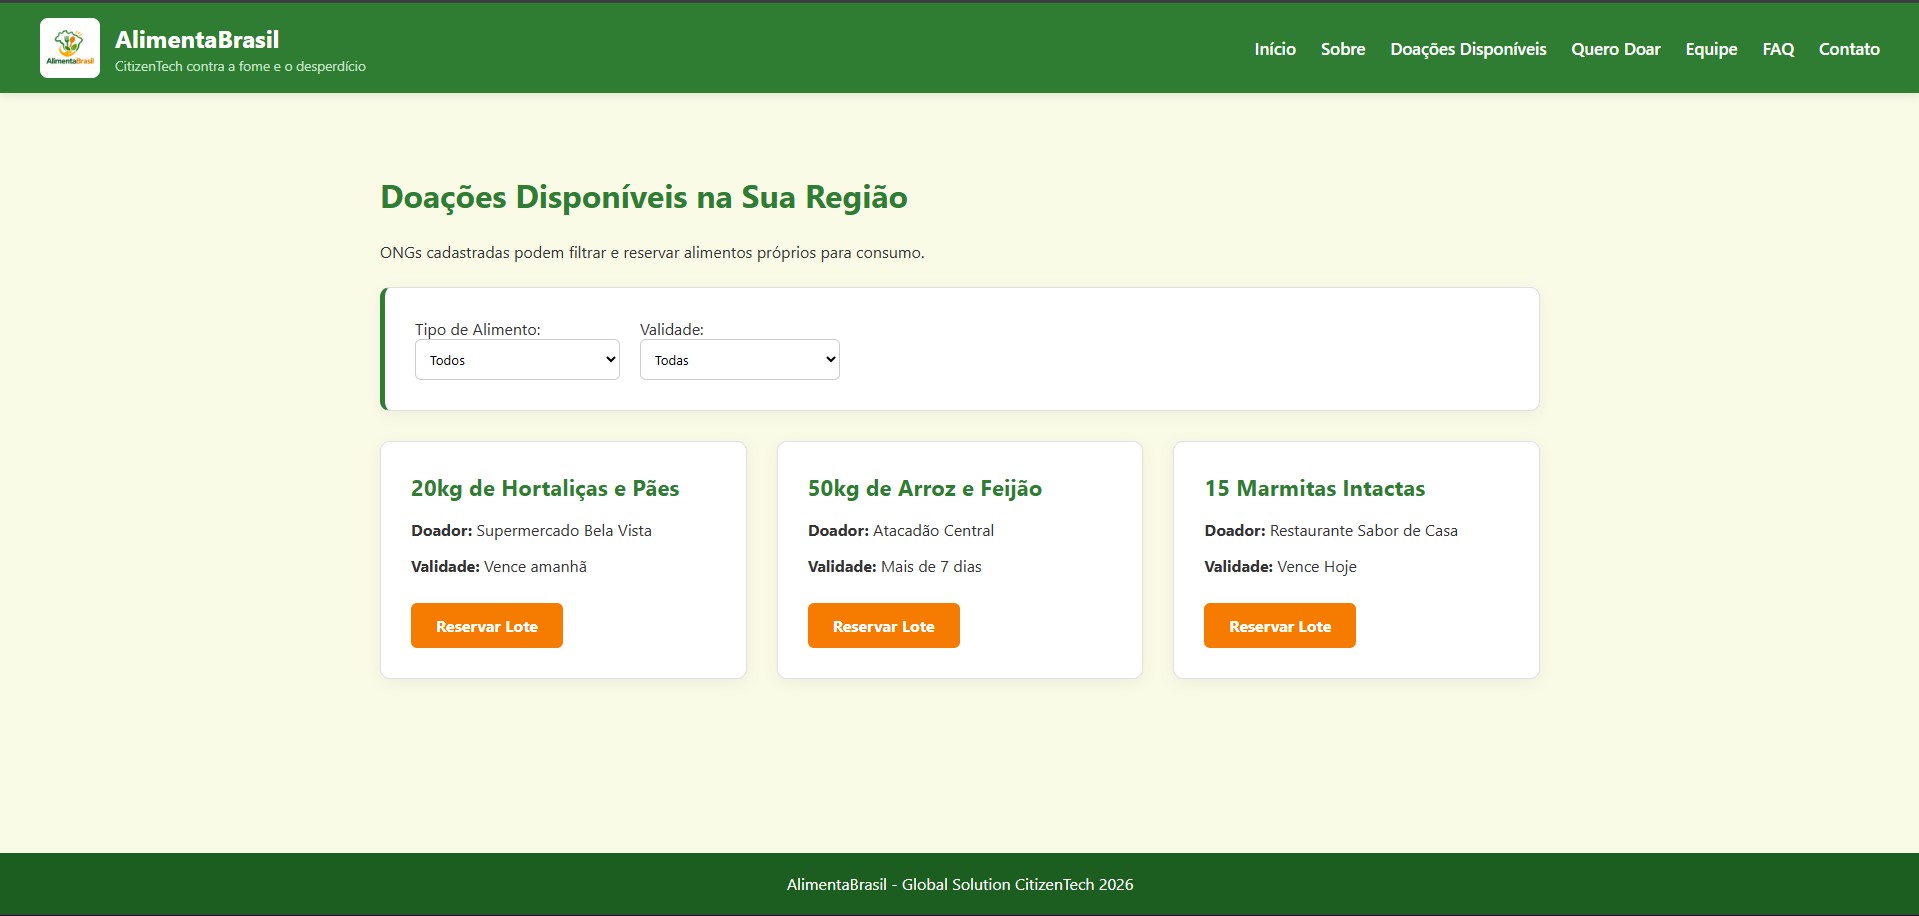 AlimentaBrasil
AlimentaBrasil
CitizenTech contra a fome e o desperdício
Início Sobre Doações Disponíveis Quero Doar Equipe FAQ Contato
Doações Disponíveis na Sua Região
ONGs cadastradas podem filtrar e reservar alimentos próprios para consumo.
Tipo de Alimento: Validade:
Todos Todas
20kg de Hortaliças e Pães
Doador: Supermercado Bela Vista
Validade: Vence amanhã
Reservar Lote
50kg de Arroz e Feijão
Doador: Atacadão Central
Validade: Mais de 7 dias
Reservar Lote
15 Marmitas Intactas
Doador: Restaurante Sabor de Casa
Validade: Vence Hoje
Reservar Lote
AlimentaBrasil - Global Solution CitizenTech 2026